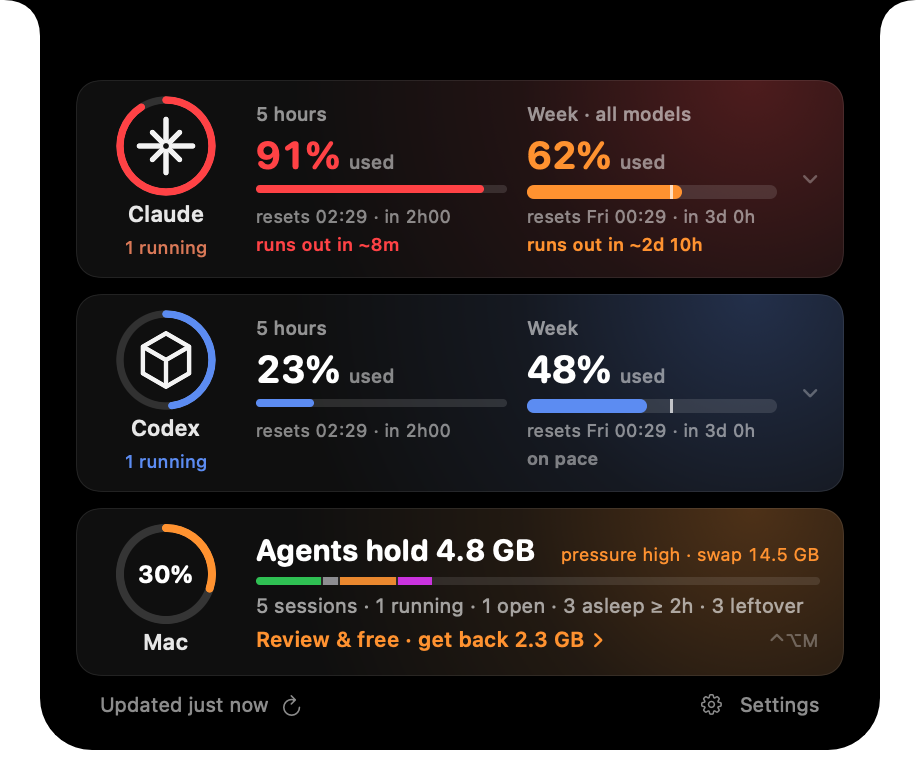 5 hours
91% used
resets 02:29 · in 2h00
runs out in ~8m
Week · all models
62% used
resets Fri 00:29 · in 3d 0h
runs out in ~2d 10h
Claude
1 running
5 hours
23% used
resets 02:29 · in 2h00
Week
48% used
resets Fri 00:29 · in 3d 0h
on pace
Codex
1 running
30%
Mac
Agents hold 4.8 GB
pressure high · swap 14.5 GB
5 sessions · 1 running · 1 open · 3 asleep ≥ 2h · 3 leftover
Review & free · get back 2.3 GB >
^⌥M
Updated just now
Settings